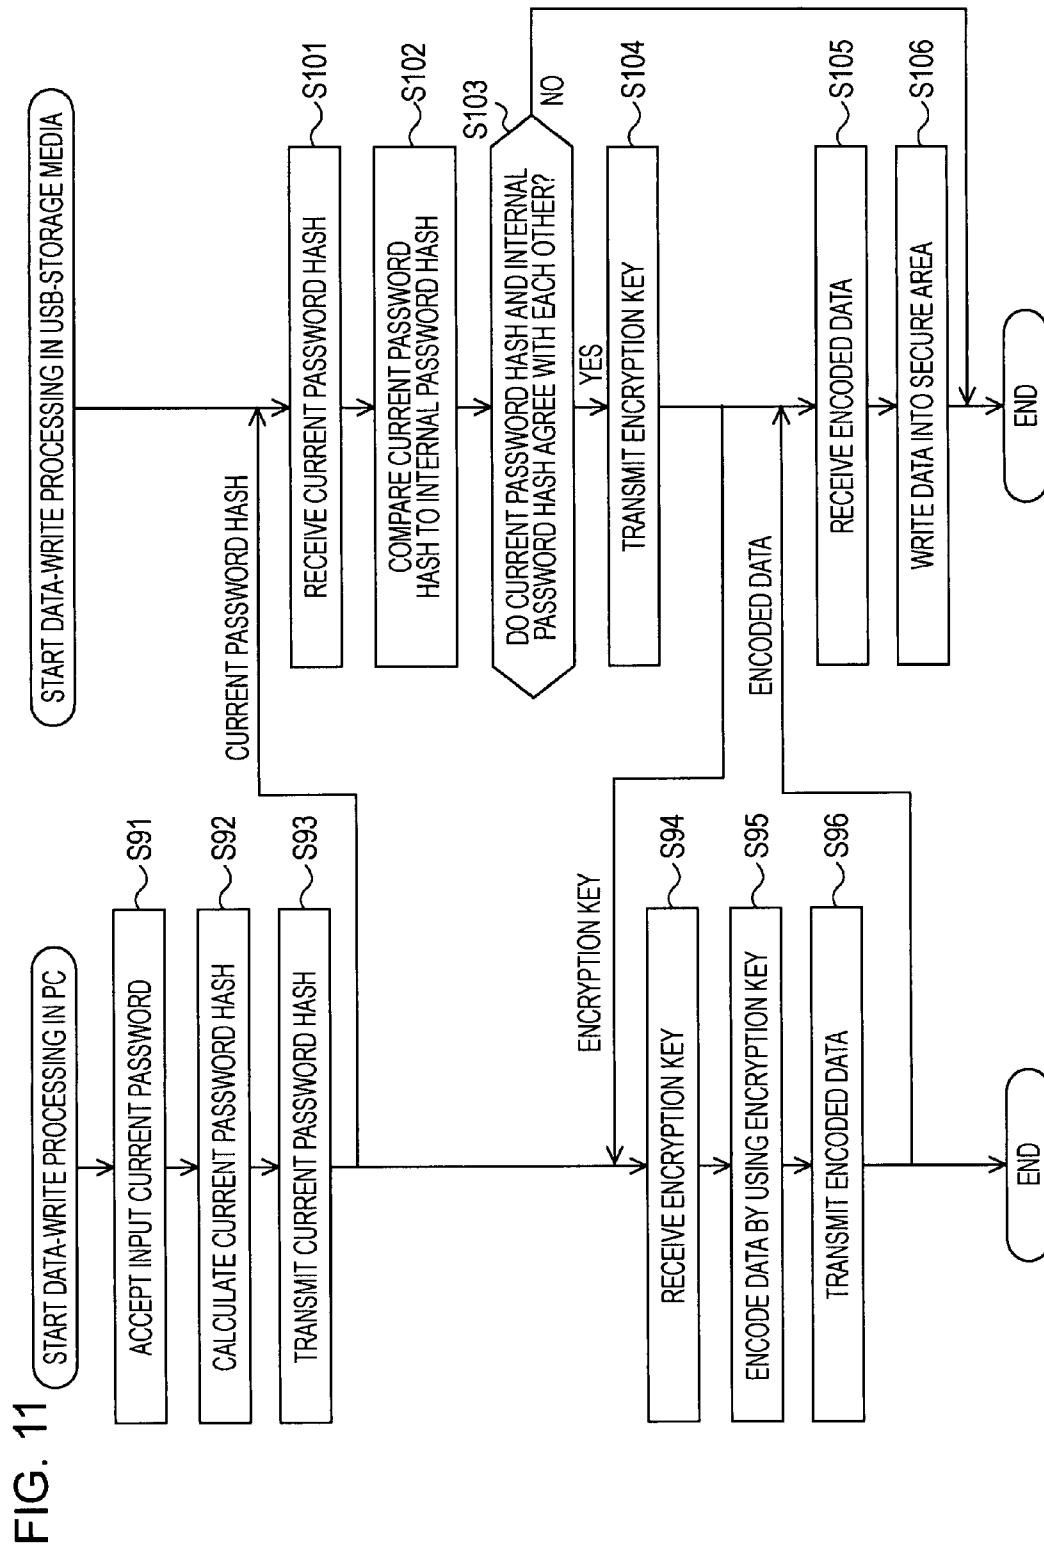 FIG. 11
START DATA-WRITE PROCESSING IN PC
ACCEPT INPUT CURRENT PASSWORD
S91
CALCULATE CURRENT PASSWORD HASH
S92
TRANSMIT CURRENT PASSWORD HASH
S93
RECEIVE ENCRYPTION KEY
S94
ENCODE DATA BY USING ENCRYPTION KEY
S95
TRANSMIT ENCODED DATA
S96
END
CURRENT PASSWORD HASH
ENCRYPTION KEY
ENCODED DATA
START DATA-WRITE PROCESSING IN USB-STORAGE MEDIA
RECEIVE CURRENT PASSWORD HASH
S101
COMPARE CURRENT PASSWORD
HASH TO INTERNAL PASSWORD HASH
S102
DO CURRENT PASSWORD HASH AND INTERNAL
PASSWORD HASH AGREE WITH EACH OTHER?
S103
NO
YES
TRANSMIT ENCRYPTION KEY
S104
RECEIVE ENCODED DATA
S105
WRITE DATA INTO SECURE AREA
S106
END